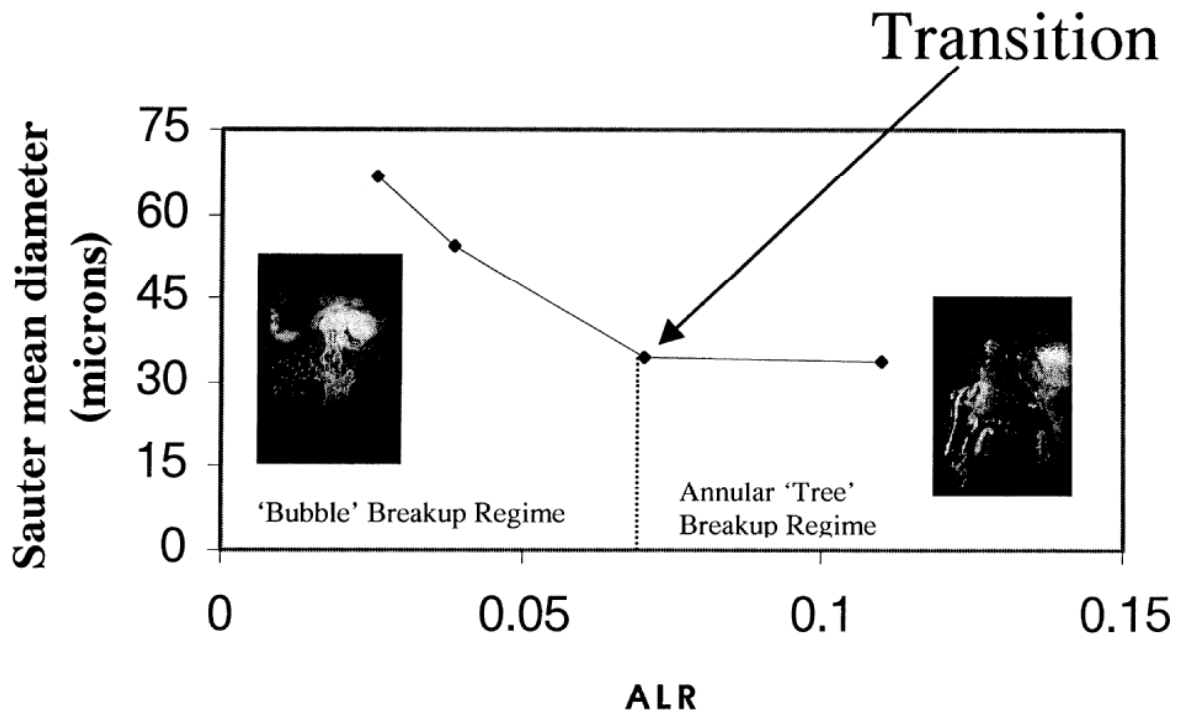 Transition
Sauter mean diameter
(microns)
75
60
45
30
15
0
'Bubble' Breakup Regime
Annular 'Tree'
Breakup Regime
0
0.05
0.1
0.15
ALR